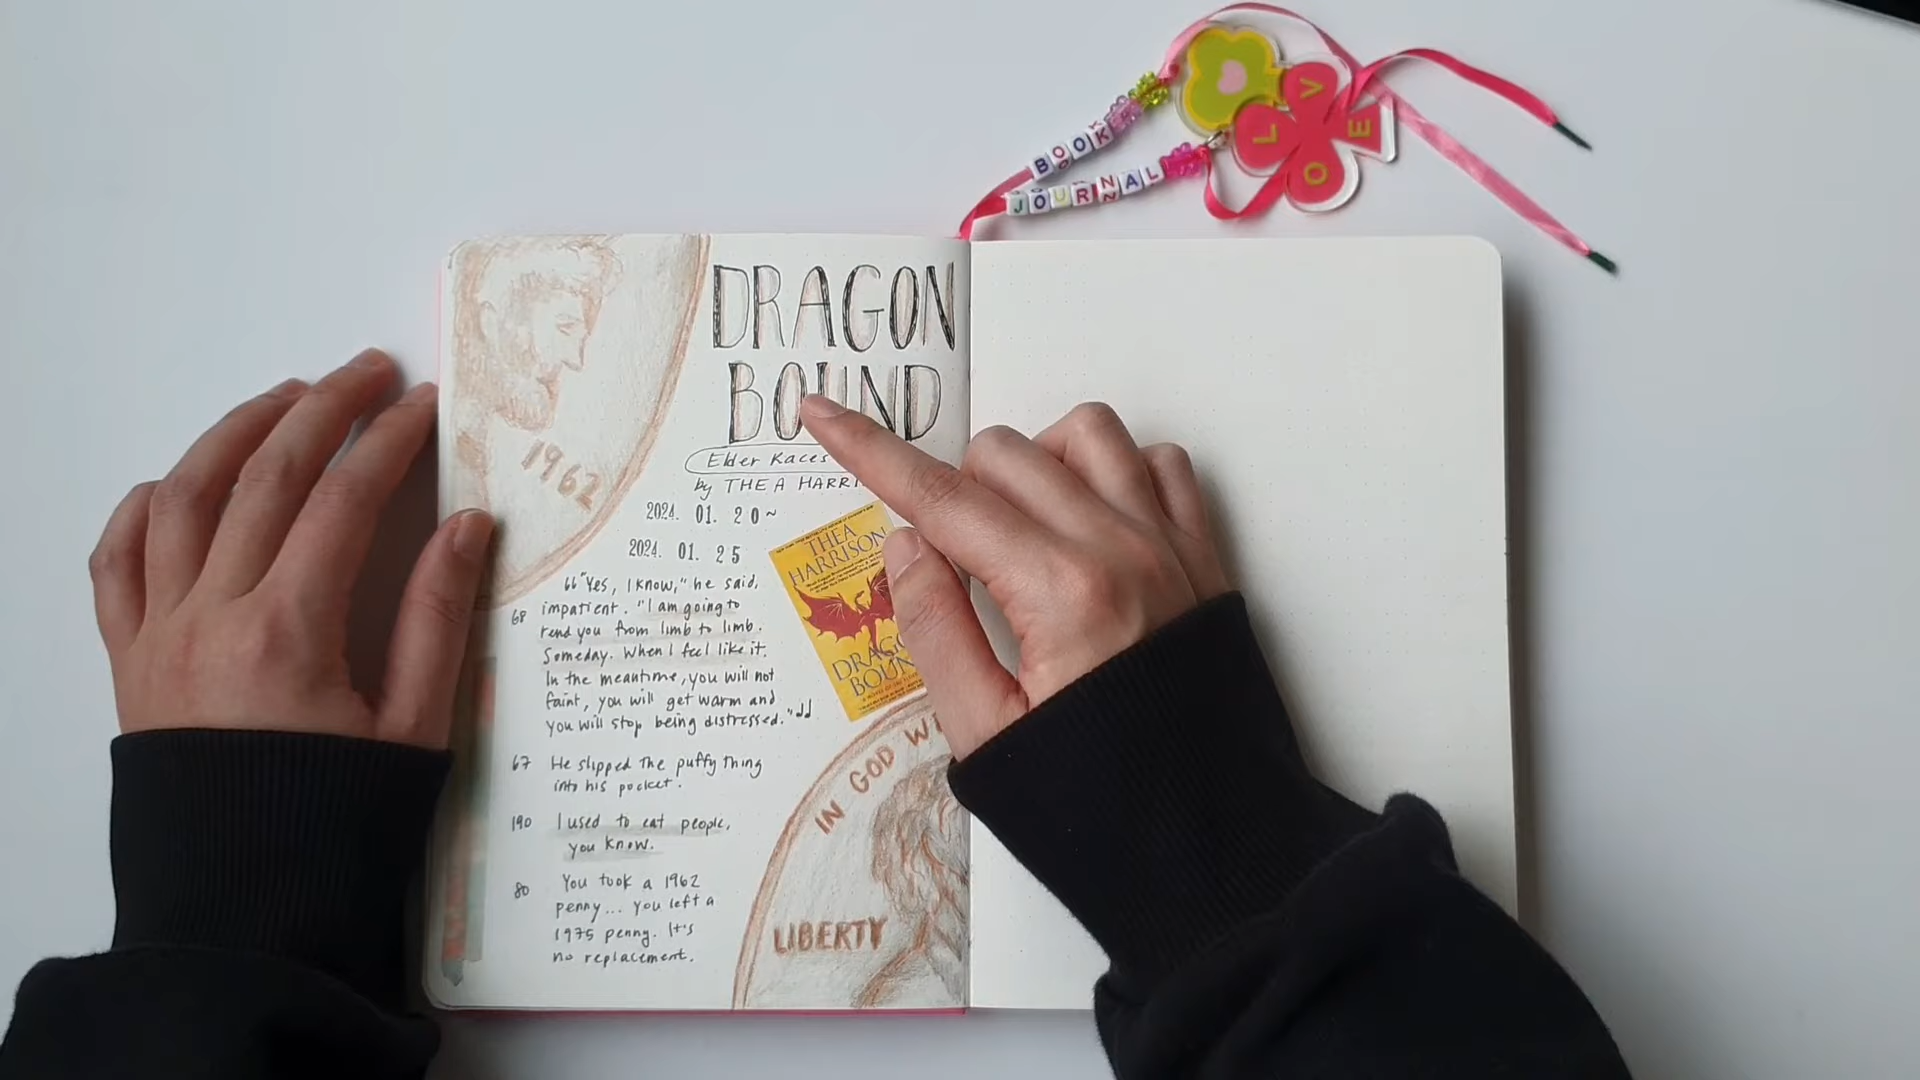 BOOK
JOURNAL
L
V
O
E
DRAGON
BOUND
1962
Elder Races
by THEA HARRI
2024. 01. 20~
2024. 01. 25
THEA
HARRISON
DRAGO
BOUN
68 "Yes, I know," he said,
impatient. "I am going to
rend you from limb to limb.
Someday. When I feel like it.
In the meantime, you will not
faint, you will get warm and
you will stop being distressed."
67 He slipped the puffy thing
into his pocket.
190 I used to eat people,
you know.
80 You took a 1962
penny... you left a
1975 penny. It's
no replacement.
IN GOD WE
LIBERTY